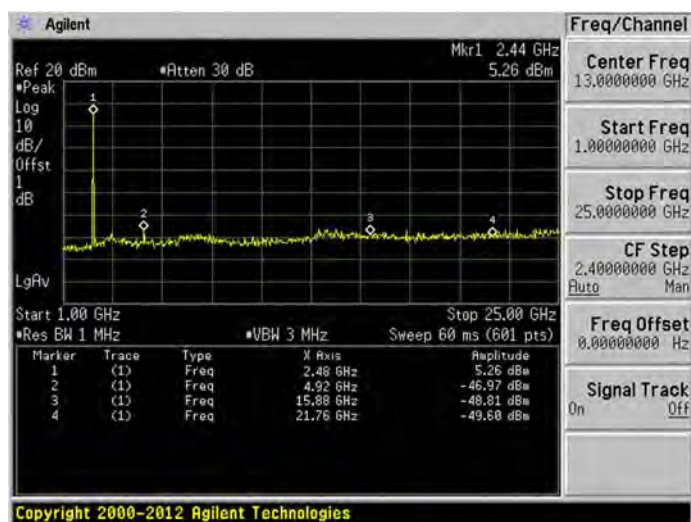 Agilent
Freq/Channel
Mkr1 2.44 GHz
Ref 20 dBm *Atten 30 dB 5.26 dBm
*Peak
Log
10
dB/
Offst
1
dB
LgAv
1
2
3
4
Start 1.00 GHz Stop 25.00 GHz
*Res BW 1 MHz *VBW 3 MHz Sweep 60 ms (601 pts)
Marker Trace Type X Axis Amplitude
1 (1) Freq 2.48 GHz 5.26 dBm
2 (1) Freq 4.92 GHz -46.97 dBm
3 (1) Freq 15.88 GHz -48.81 dBm
4 (1) Freq 21.76 GHz -49.60 dBm
Center Freq
13.0000000 GHz
Start Freq
1.00000000 GHz
Stop Freq
25.0000000 GHz
CF Step
2.40000000 GHz
Auto Man
Freq Offset
0.00000000 Hz
Signal Track
On Off
Copyright 2000-2012 Agilent Technologies